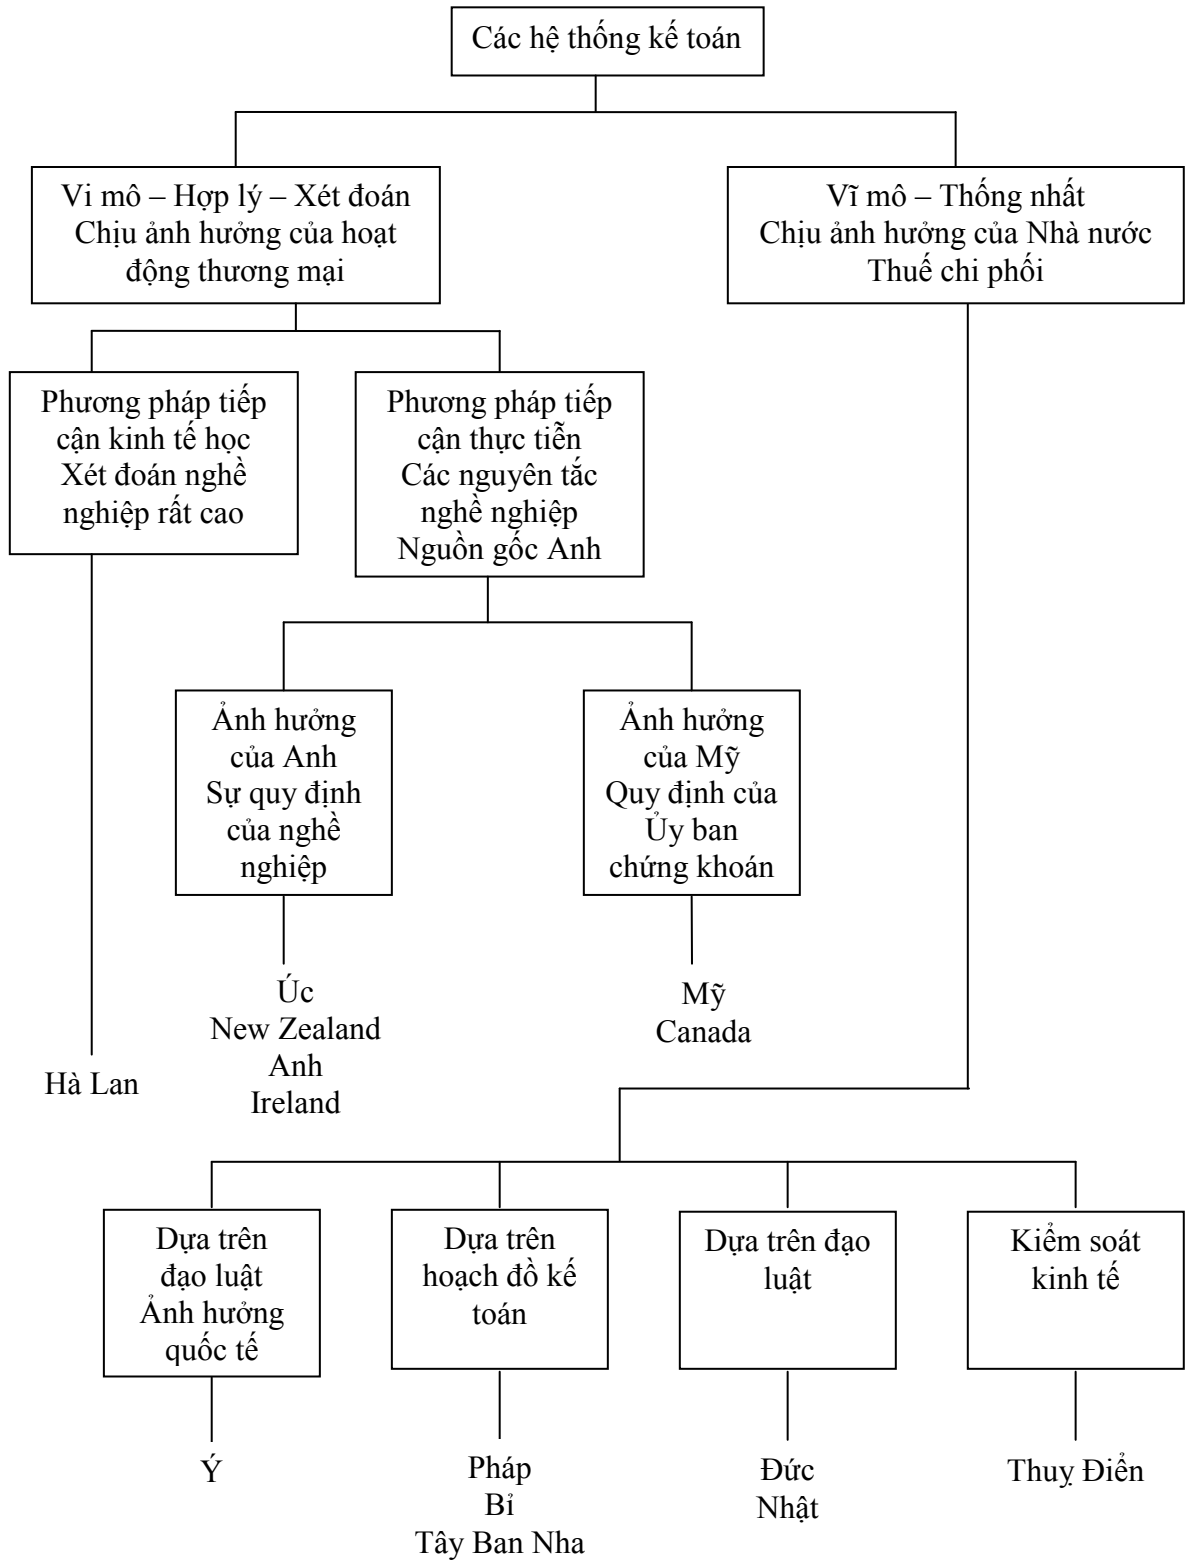 Các hệ thống kế toán
Vi mô – Hợp lý – Xét đoán
Chịu ảnh hưởng của hoạt
động thương mại
Vĩ mô – Thống nhất
Chịu ảnh hưởng của Nhà nước
Thuế chi phối
Phương pháp tiếp
cận kinh tế học
Xét đoán nghề
nghiệp rất cao
Phương pháp tiếp
cận thực tiễn
Các nguyên tắc
nghề nghiệp
Nguồn gốc Anh
Ảnh hưởng
của Anh
Sự quy định
của nghề
nghiệp
Ảnh hưởng
của Mỹ
Quy định của
Ủy ban
chứng khoán
Hà Lan
Úc
New Zealand
Anh
Ireland
Mỹ
Canada
Dựa trên
đạo luật
Ảnh hưởng
quốc tế
Dựa trên
hoạch đồ kế
toán
Dựa trên đạo
luật
Kiểm soát
kinh tế
Ý
Pháp
Bỉ
Tây Ban Nha
Đức
Nhật
Thuỵ Điển